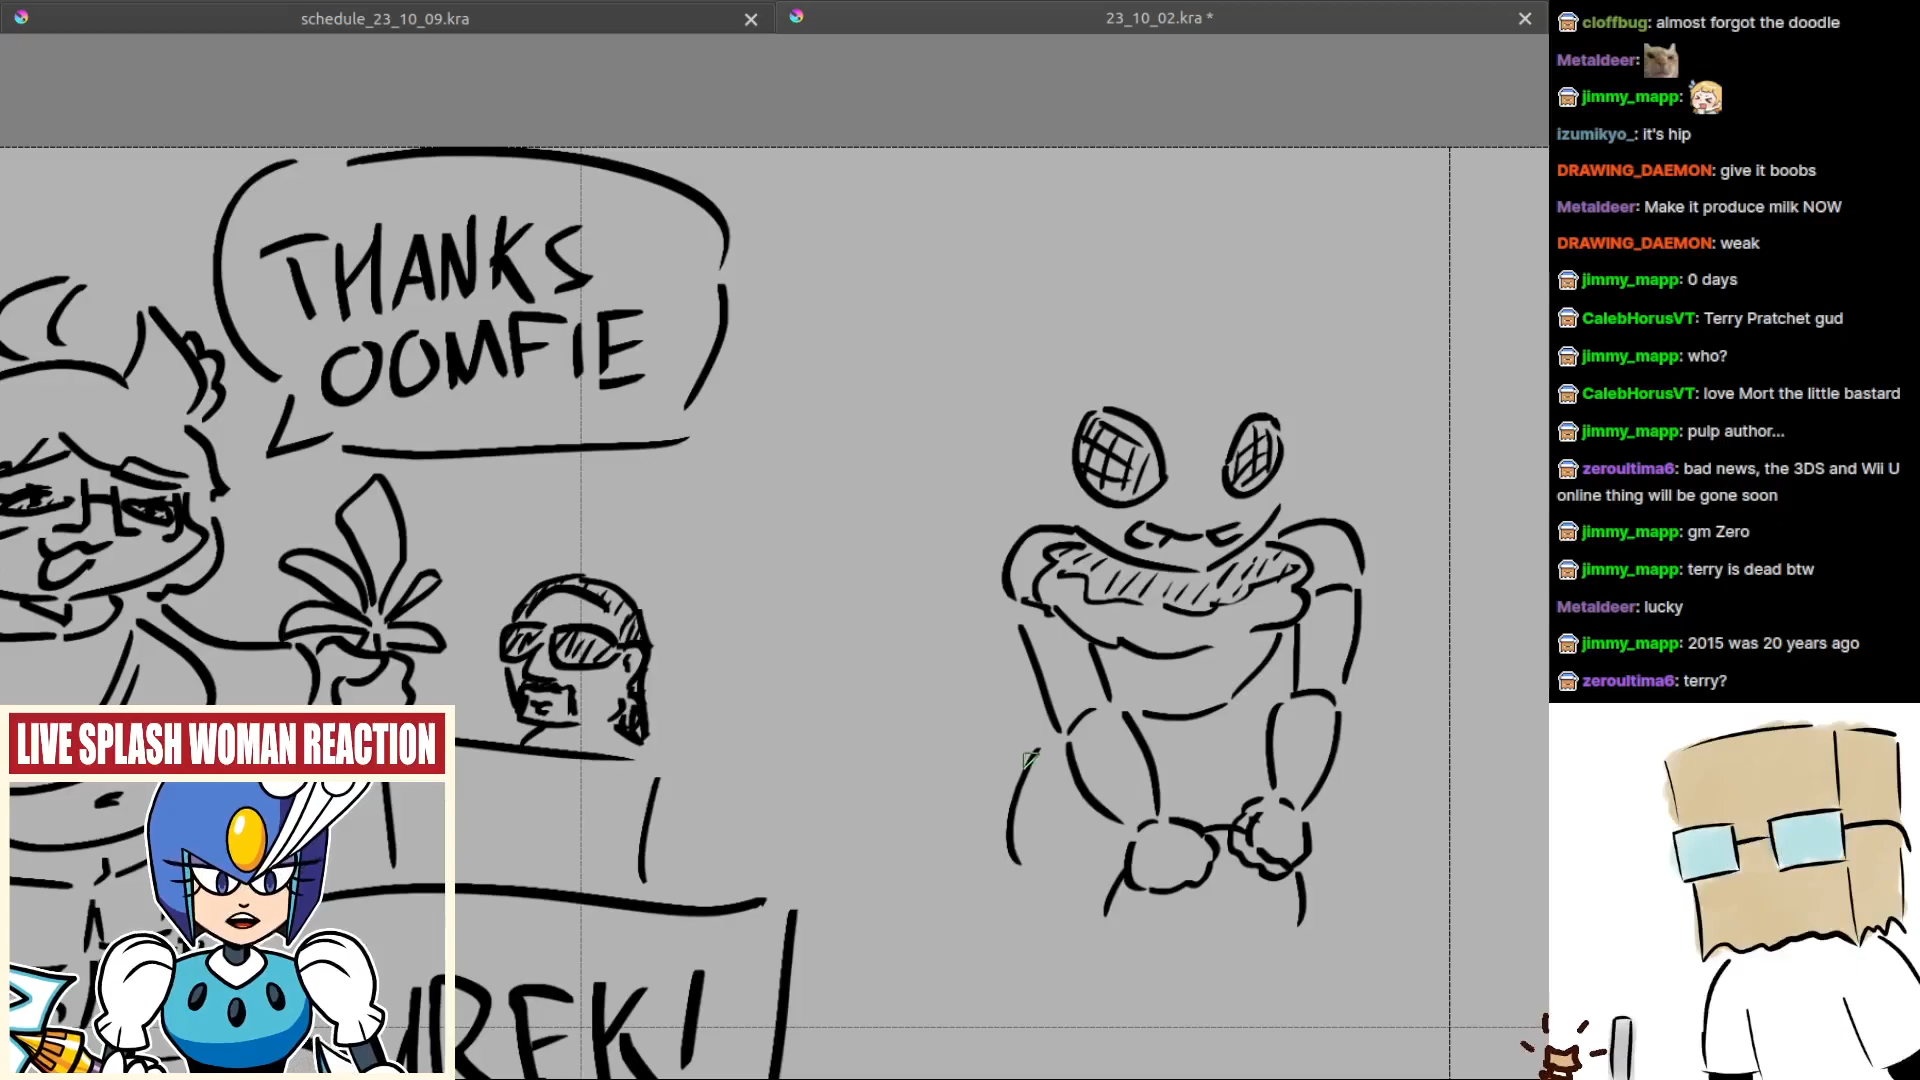 schedule_23_10_09.kra
23_10_02.kra *
THANKS
OOMFIE
LIVE SPLASH WOMAN REACTION
cloffbug: almost forgot the doodle
Metaldeer:
jimmy_mapp:
izumikyo_: it's hip
DRAWING_DAEMON: give it boobs
Metaldeer: Make it produce milk NOW
DRAWING_DAEMON: weak
jimmy_mapp: 0 days
CalebHorusVT: Terry Pratchet gud
jimmy_mapp: who?
CalebHorusVT: love Mort the little bastard
jimmy_mapp: pulp author...
zeroultima6: bad news, the 3DS and Wii U
online thing will be gone soon
jimmy_mapp: gm Zero
jimmy_mapp: terry is dead btw
Metaldeer: lucky
jimmy_mapp: 2015 was 20 years ago
zeroultima6: terry?